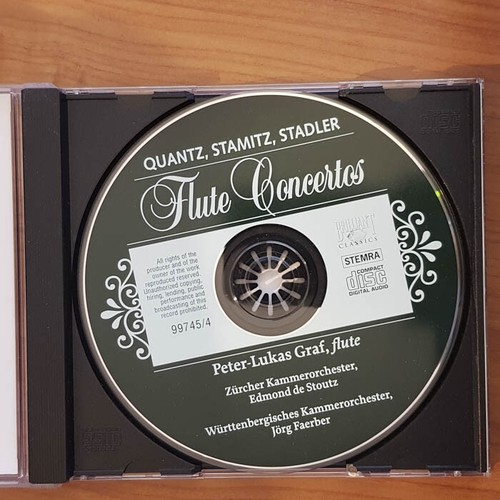 QUANTZ, STAMITZ, STADLER
Flute Concertos
All rights of the
producer and of the
owner of the work
reproduced reserved.
Unauthorized copying,
hiring, lending, public
performance and
broadcasting of this
record prohibited.
99745/4
CLASSICS
STEMRA
COMPACT
disc
DIGITAL AUDIO
Peter-Lukas Graf, flute
Zürcher Kammerorchester,
Edmond de Stoutz
Württembergisches Kammerorchester,
Jörg Faerber